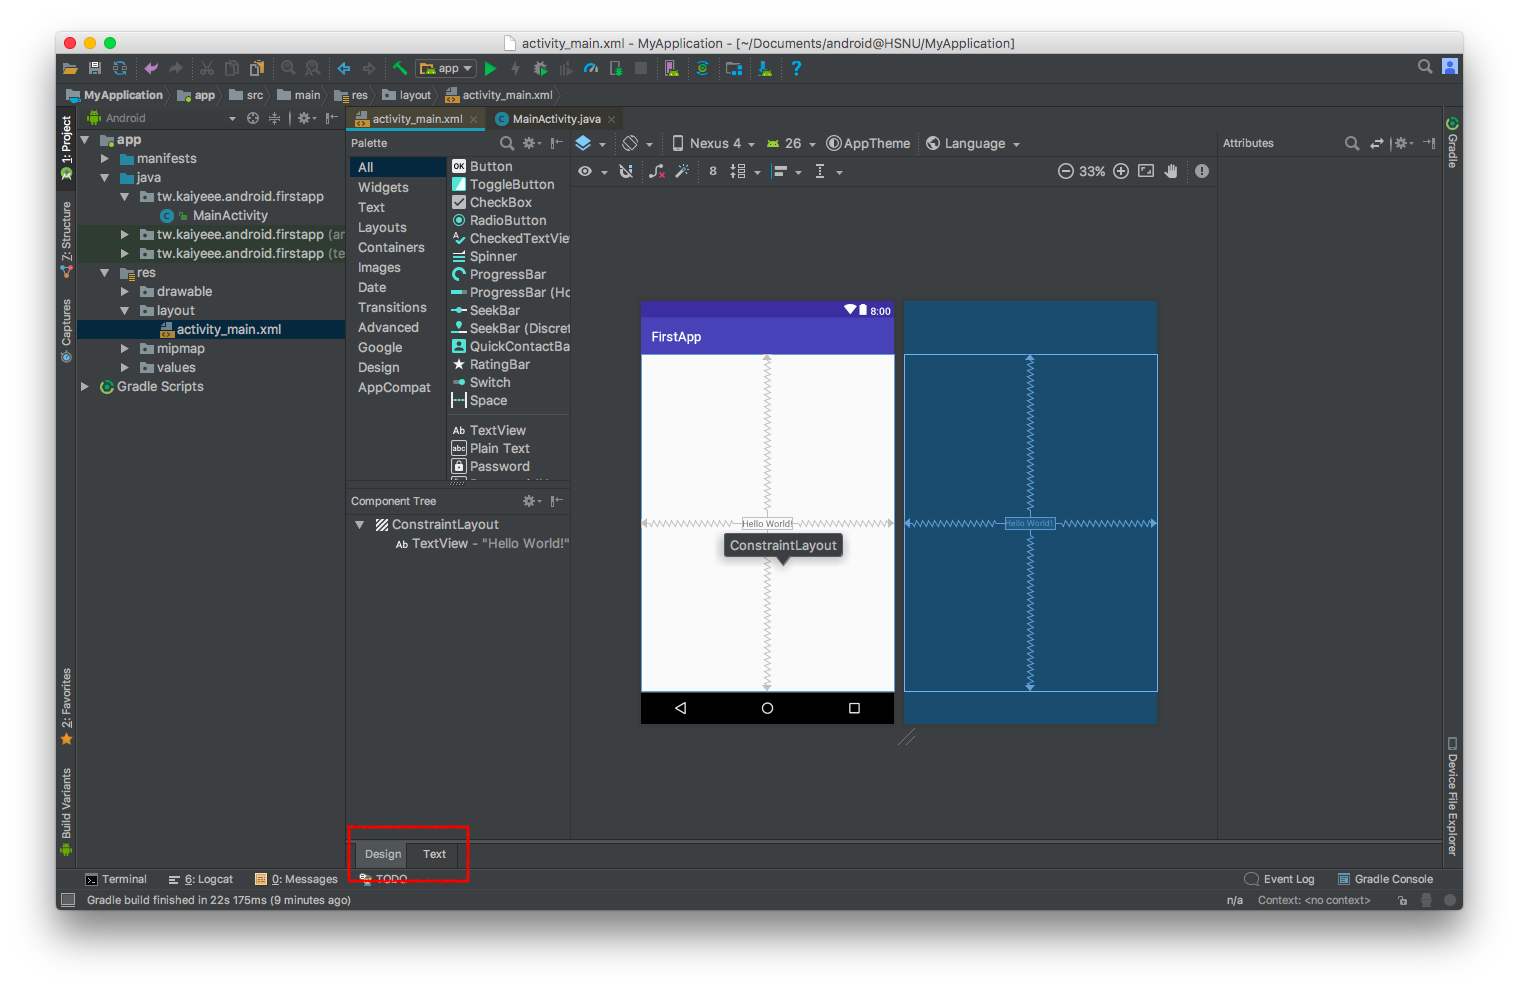 activity_main.xml - MyApplication - [~/Documents/android@HSNU/MyApplication]
app
MyApplication app src main res layout activity_main.xml
1: Project
7: Structure
Captures
2: Favorites
Build Variants
Android
app
manifests
java
tw.kaiyeee.android.firstapp
MainActivity
tw.kaiyeee.android.firstapp (ar
tw.kaiyeee.android.firstapp (te
res
drawable
layout
activity_main.xml
mipmap
values
Gradle Scripts
activity_main.xml MainActivity.java
Palette
All
Widgets
Text
Layouts
Containers
Images
Date
Transitions
Advanced
Google
Design
AppCompat
OK Button
ToggleButton
CheckBox
RadioButton
CheckedTextVie
Spinner
ProgressBar
ProgressBar (Ho
SeekBar
SeekBar (Discret
QuickContactBa
RatingBar
Switch
Space
Ab TextView
abc Plain Text
Password
Component Tree
ConstraintLayout
Ab TextView - "Hello World!"
Nexus 4 26 AppTheme Language
8 33%
8:00
FirstApp
Hello World!
ConstraintLayout
Hello World!
Attributes
Gradle
Device File Explorer
Design Text
Terminal 6: Logcat 0: Messages TODO Event Log Gradle Console
Gradle build finished in 22s 175ms (9 minutes ago) n/a Context: <no context>